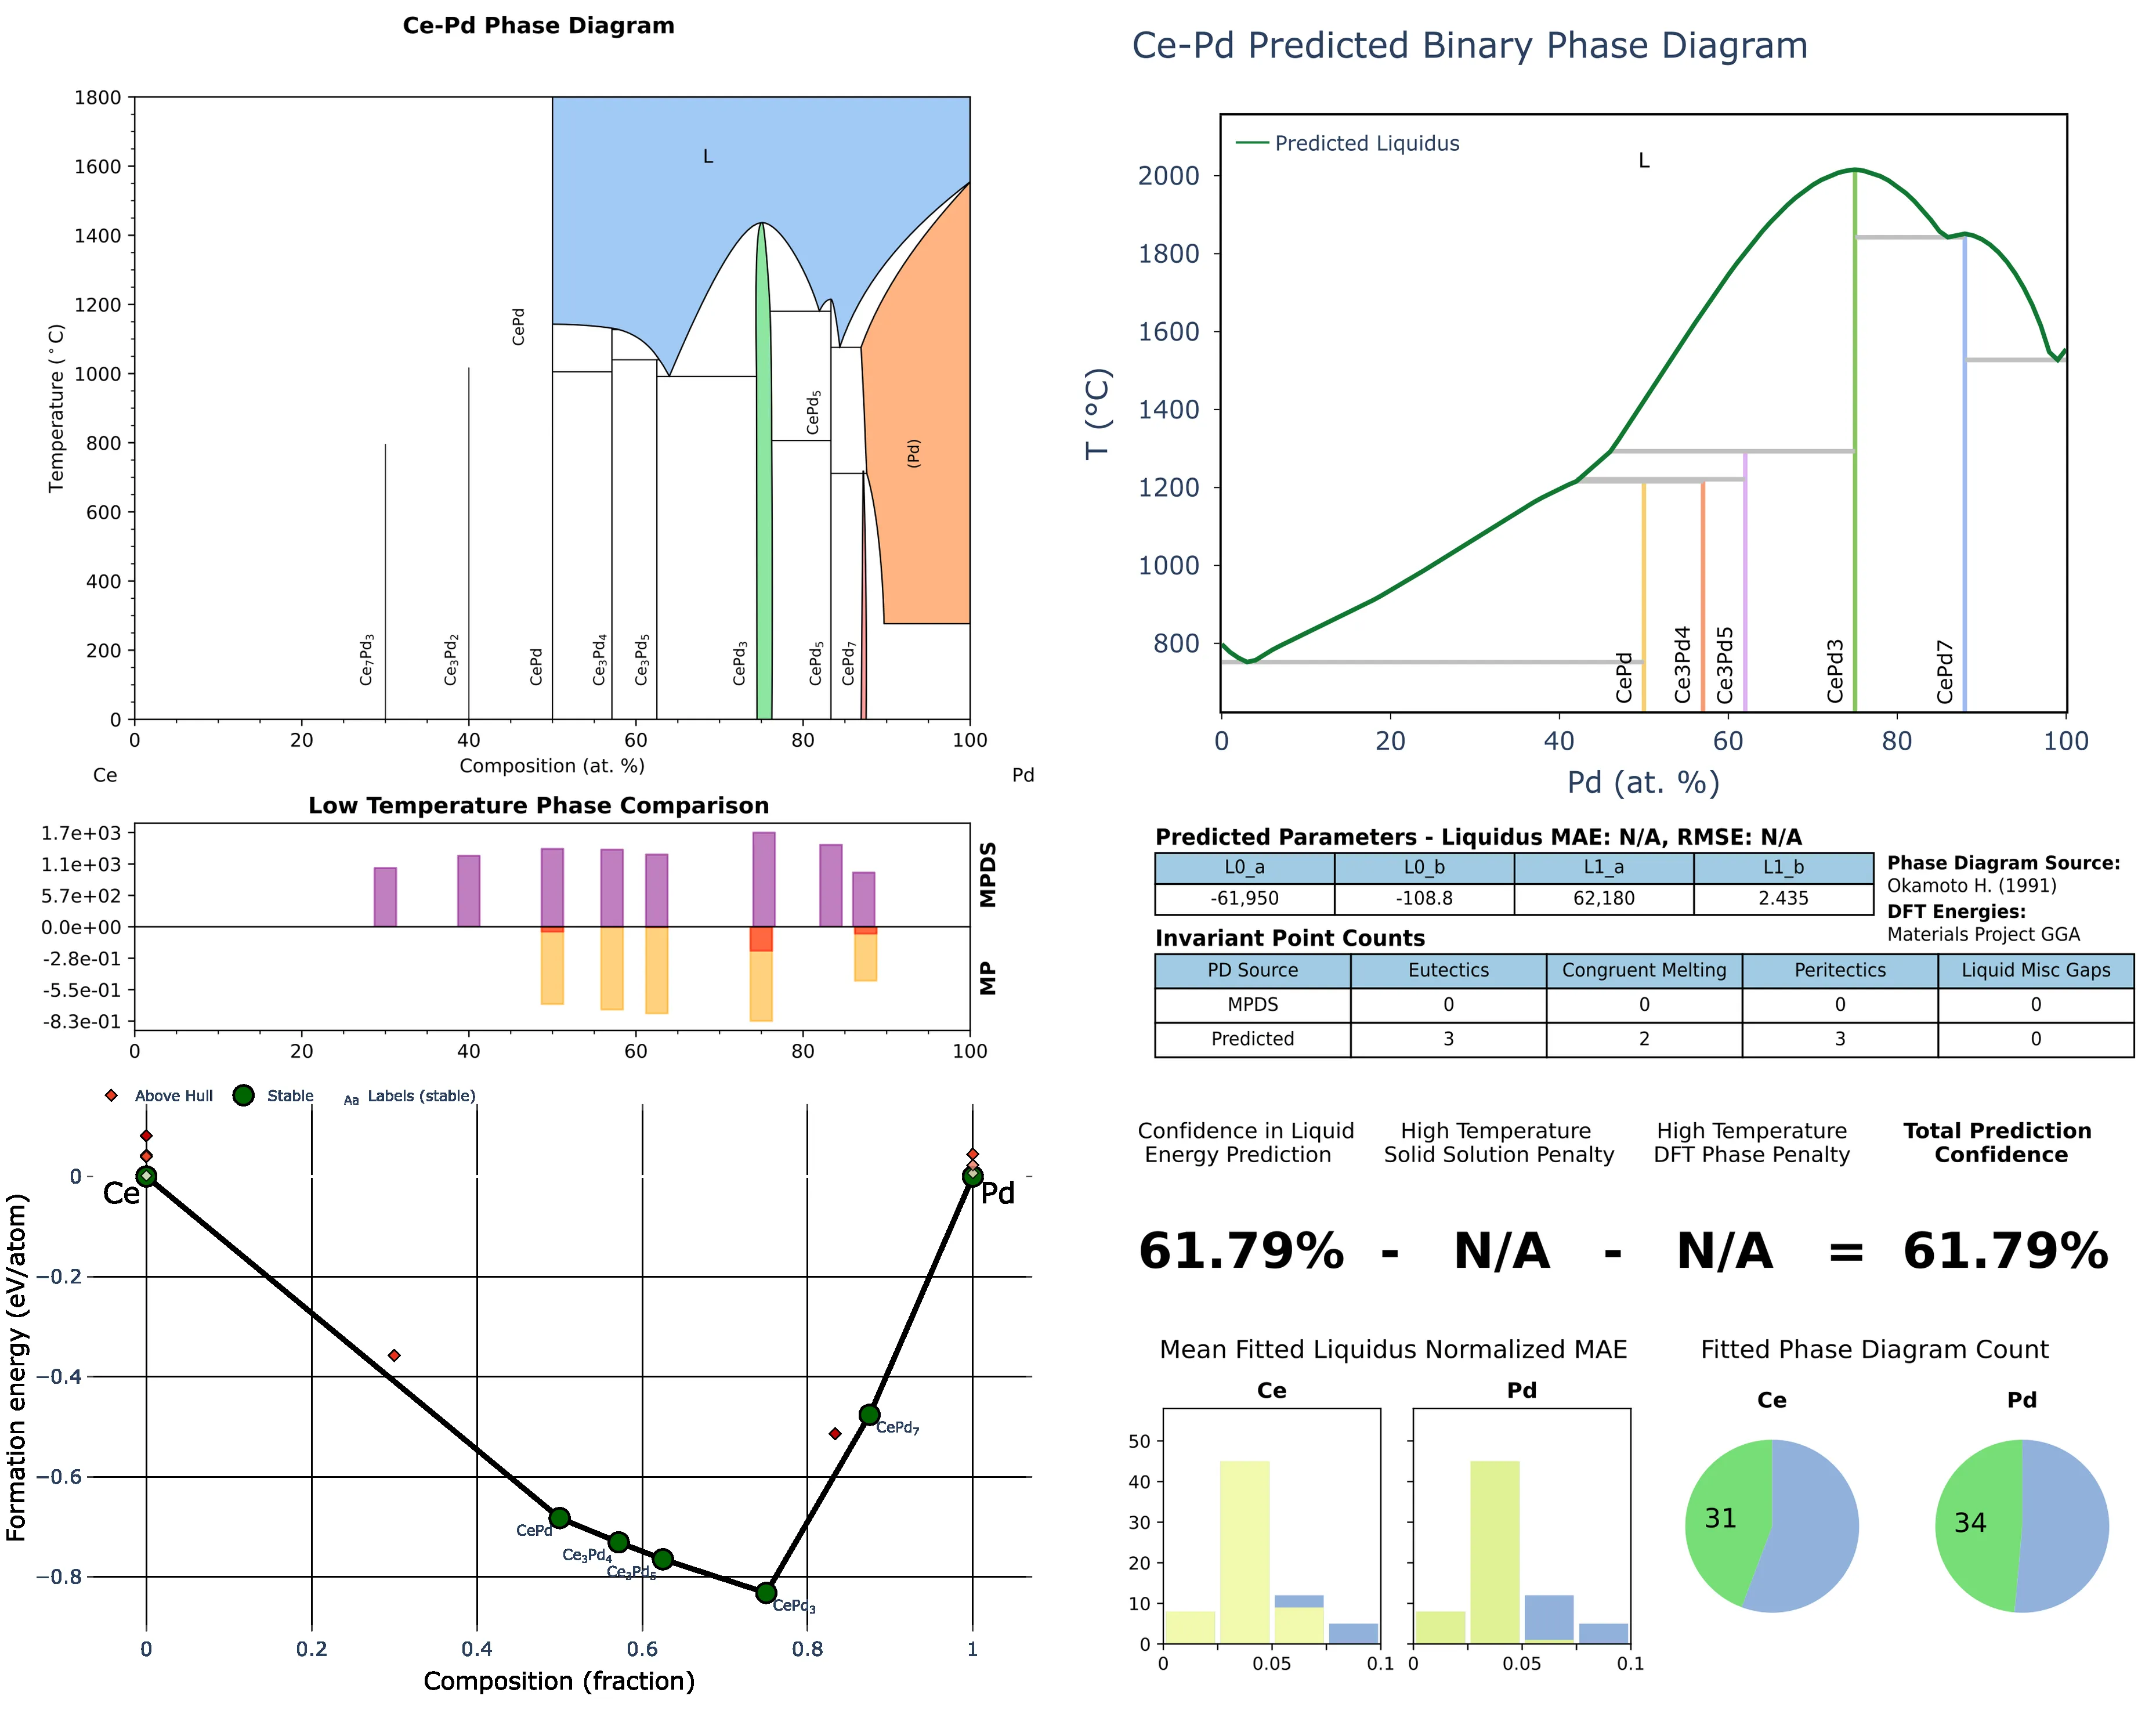 Ce-Pd Phase Diagram
1800
1600
1400
1200
1000
800
600
400
200
0
Temperature (°C)
L
CePd
CePd₅
(Pd)
Ce₇Pd₃
Ce₃Pd₂
CePd
Ce₃Pd₄
Ce₃Pd₅
CePd₃
CePd₅
CePd₇
0 20 40 60 80 100
Composition (at. %)
Ce Pd
Low Temperature Phase Comparison
1.7e+03
1.1e+03
5.7e+02
0.0e+00
-2.8e-01
-5.5e-01
-8.3e-01
MPDS
MP
0 20 40 60 80 100
Above Hull Stable Aa Labels (stable)
0
−0.2
−0.4
−0.6
−0.8
Formation energy (eV/atom)
Ce
Pd
CePd
Ce₃Pd₄
Ce₃Pd₅
CePd₃
CePd₇
0 0.2 0.4 0.6 0.8 1
Composition (fraction)
Ce-Pd Predicted Binary Phase Diagram
Predicted Liquidus
L
2000
1800
1600
1400
1200
1000
800
T (°C)
CePd
Ce3Pd4
Ce3Pd5
CePd3
CePd7
0 20 40 60 80 100
Pd (at. %)
Predicted Parameters - Liquidus MAE: N/A, RMSE: N/A
L0_a L0_b L1_a L1_b
-61,950 -108.8 62,180 2.435
Phase Diagram Source:
Okamoto H. (1991)
DFT Energies:
Materials Project GGA
Invariant Point Counts
PD Source Eutectics Congruent Melting Peritectics Liquid Misc Gaps
MPDS 0 0 0 0
Predicted 3 2 3 0
Confidence in Liquid
Energy Prediction
High Temperature
Solid Solution Penalty
High Temperature
DFT Phase Penalty
Total Prediction
Confidence
61.79% - N/A - N/A = 61.79%
Mean Fitted Liquidus Normalized MAE
Ce
Pd
50
40
30
20
10
0
0 0.05 0.1
0 0.05 0.1
Fitted Phase Diagram Count
Ce
Pd
31
34